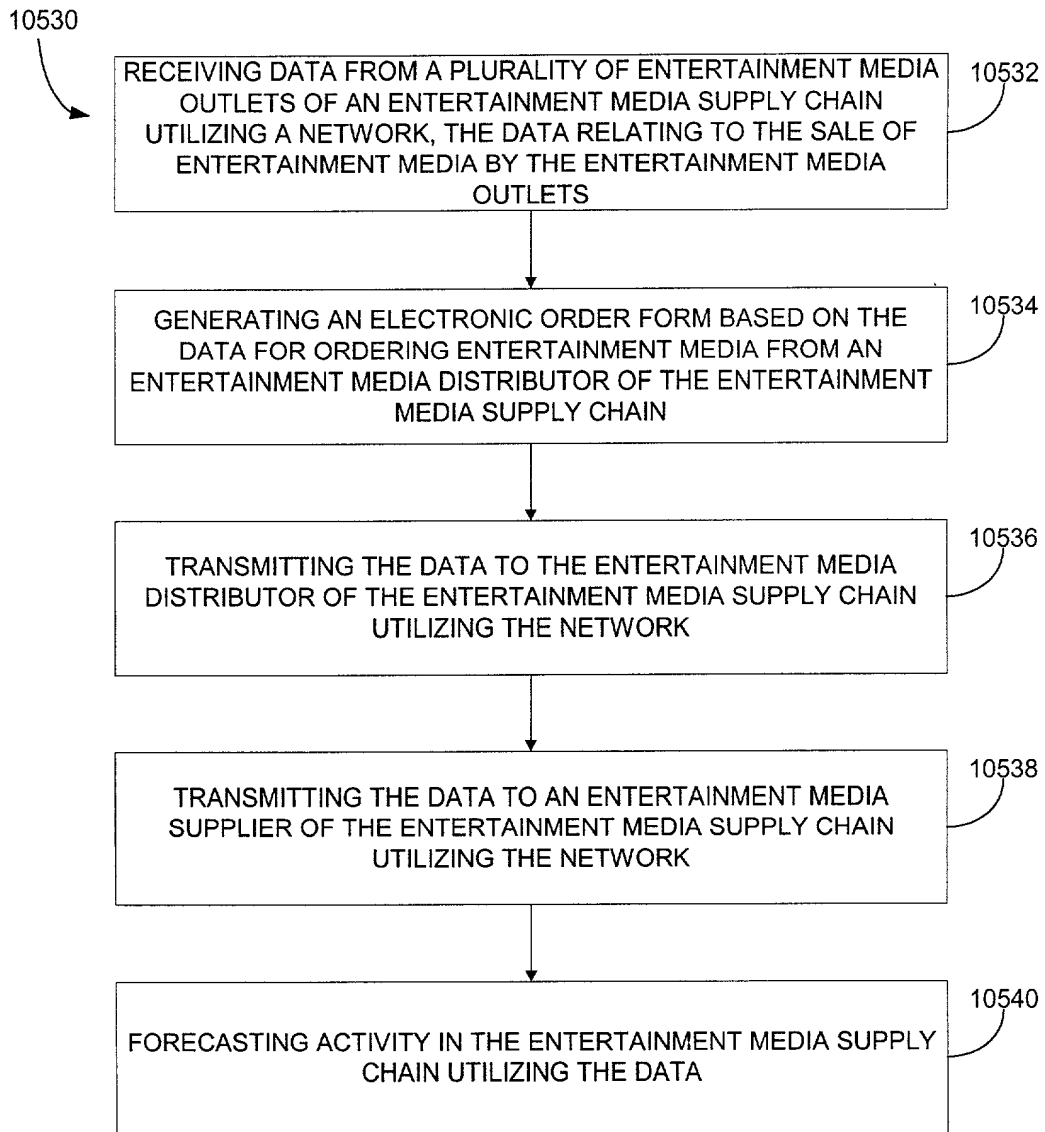 10530
RECEIVING DATA FROM A PLURALITY OF ENTERTAINMENT MEDIA
OUTLETS OF AN ENTERTAINMENT MEDIA SUPPLY CHAIN
UTILIZING A NETWORK, THE DATA RELATING TO THE SALE OF
ENTERTAINMENT MEDIA BY THE ENTERTAINMENT MEDIA
OUTLETS
10532
GENERATING AN ELECTRONIC ORDER FORM BASED ON THE
DATA FOR ORDERING ENTERTAINMENT MEDIA FROM AN
ENTERTAINMENT MEDIA DISTRIBUTOR OF THE ENTERTAINMENT
MEDIA SUPPLY CHAIN
10534
TRANSMITTING THE DATA TO THE ENTERTAINMENT MEDIA
DISTRIBUTOR OF THE ENTERTAINMENT MEDIA SUPPLY CHAIN
UTILIZING THE NETWORK
10536
TRANSMITTING THE DATA TO AN ENTERTAINMENT MEDIA
SUPPLIER OF THE ENTERTAINMENT MEDIA SUPPLY CHAIN
UTILIZING THE NETWORK
10538
FORECASTING ACTIVITY IN THE ENTERTAINMENT MEDIA SUPPLY
CHAIN UTILIZING THE DATA
10540